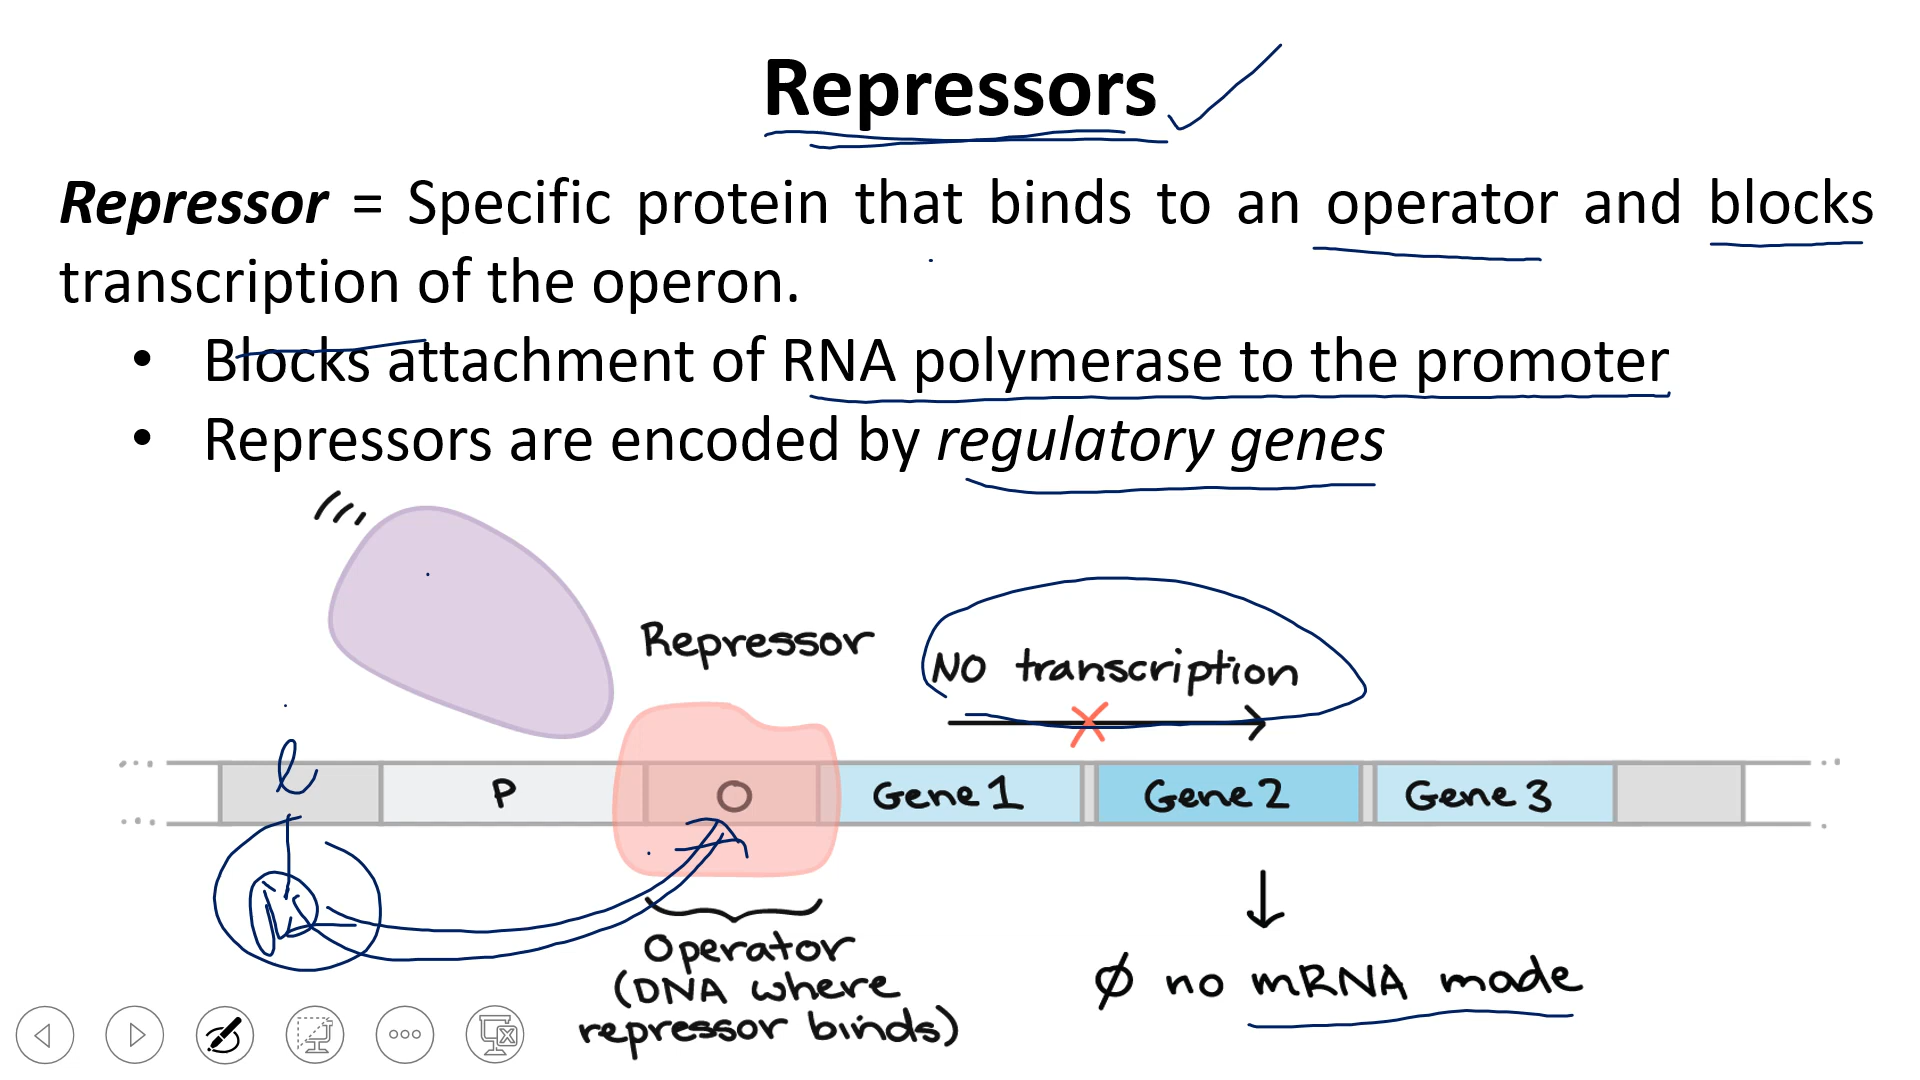 Repressors
Repressor = Specific protein that binds to an operator and blocks
transcription of the operon.
• Blocks attachment of RNA polymerase to the promoter
• Repressors are encoded by regulatory genes
Repressor
No transcription
P O Gene 1 Gene 2 Gene 3
Operator
(DNA where
repressor binds)
Ø no mRNA made